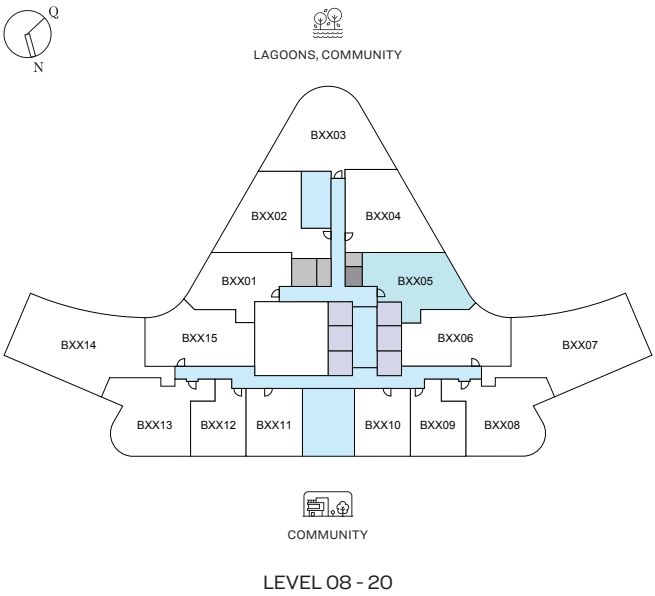 Q
N
LAGOONS, COMMUNITY
BXX03
BXX02
BXX04
BXX01
BXX05
BXX14
BXX15
BXX06
BXX07
BXX13
BXX12
BXX11
BXX10
BXX09
BXX08
COMMUNITY
LEVEL 08 - 20